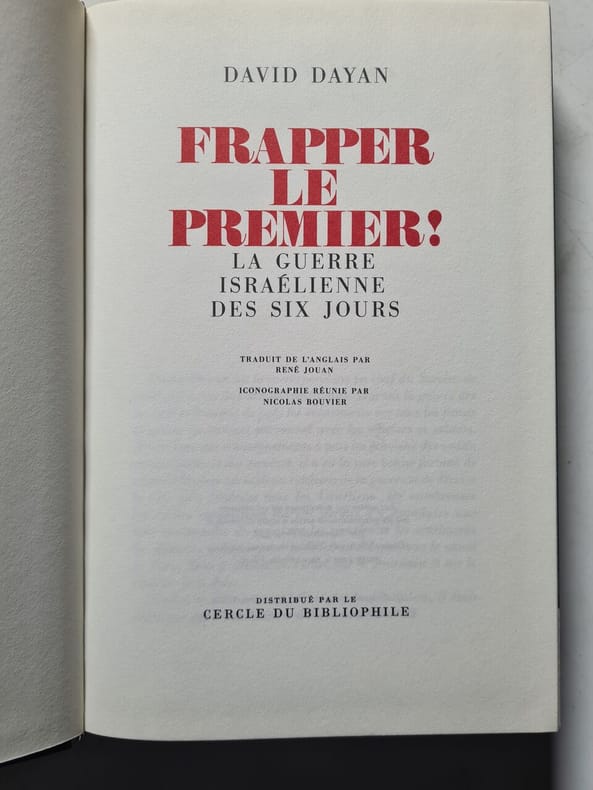 DAVID DAYAN
FRAPPER
LE
PREMIER!
LA GUERRE
ISRAÉLIENNE
DES SIX JOURS
TRADUIT DE L'ANGLAIS PAR
RENÉ JOUAN
ICONOGRAPHIE RÉUNIE PAR
NICOLAS BOUVIER
DISTRIBUÉ PAR LE
CERCLE DU BIBLIOPHILE